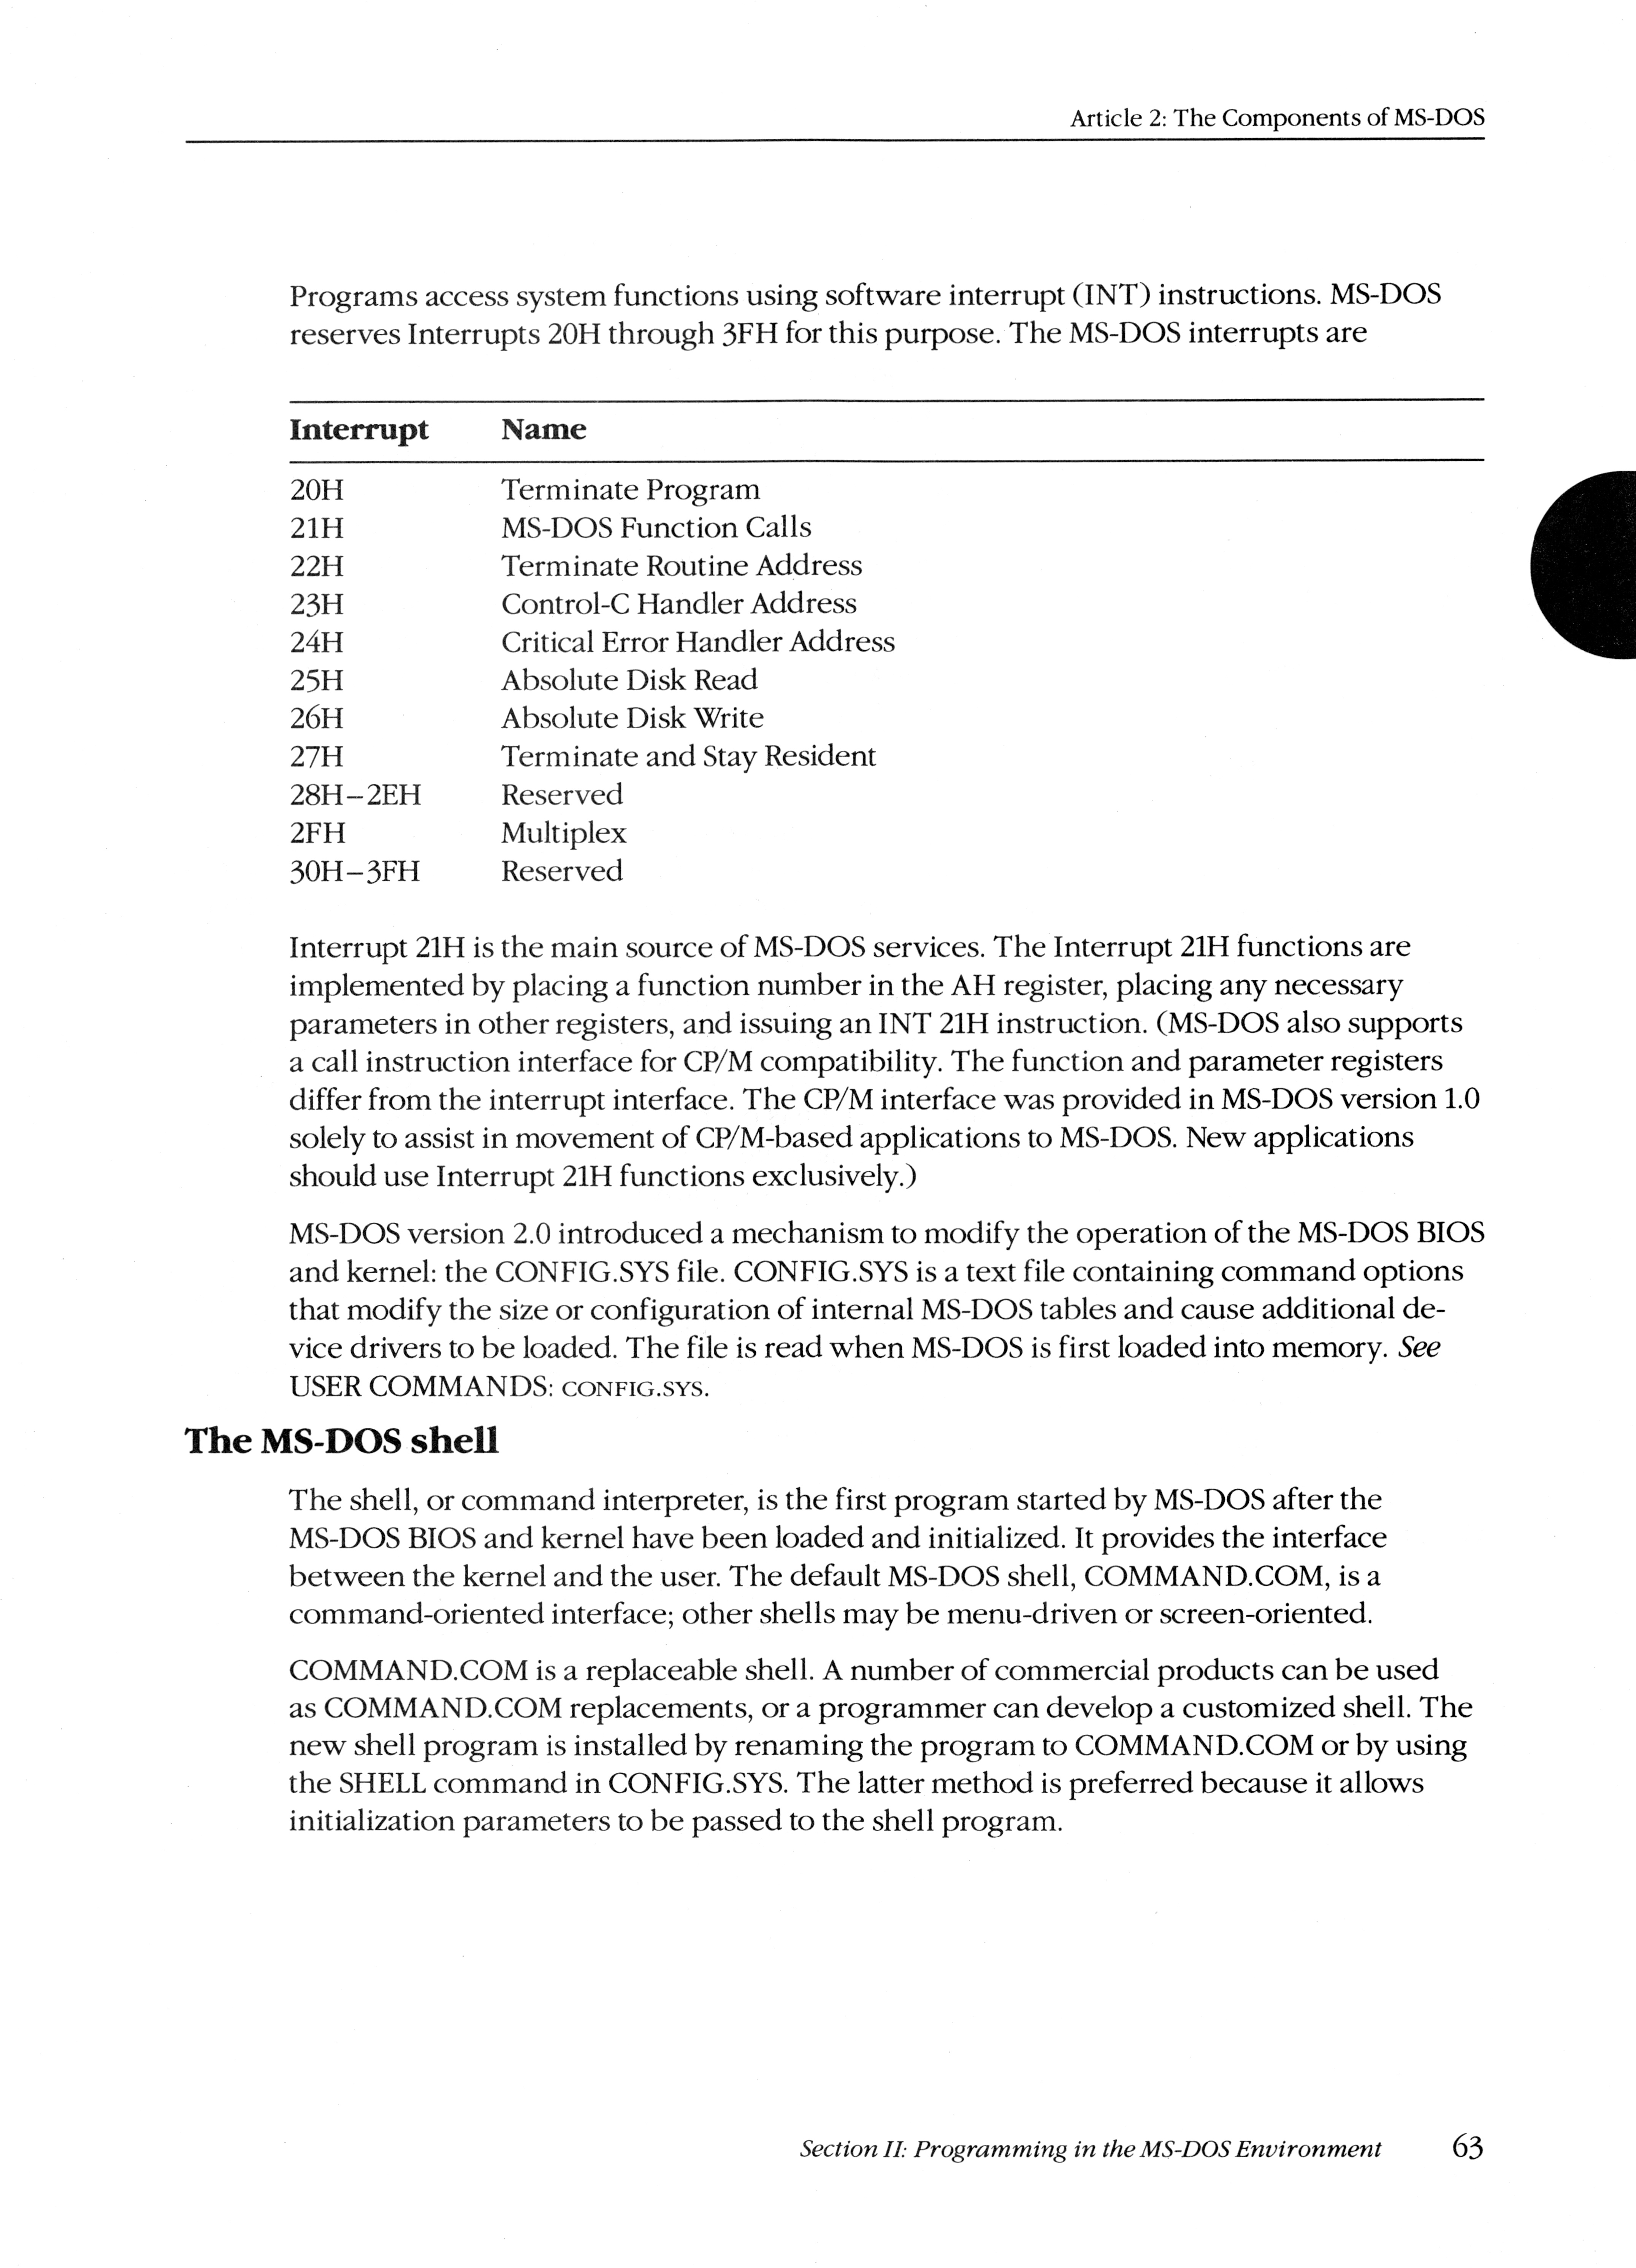 Article 2: The Components of MS-DOS
Programs access system functions using software interrupt (INT) instructions. MS-DOS
reserves Interrupts 20H through 3FH for this purpose. The MS-DOS interrupts are
Interrupt Name
20H Terminate Program
21H MS-DOS Function Calls
22H Terminate Routine Address
23H Control-C Handler Address
24H Critical Error Handler Address
25H Absolute Disk Read
26H Absolute Disk Write
27H Terminate and Stay Resident
28H–2EH Reserved
2FH Multiplex
30H–3FH Reserved
Interrupt 21H is the main source of MS-DOS services. The Interrupt 21H functions are
implemented by placing a function number in the AH register, placing any necessary
parameters in other registers, and issuing an INT 21H instruction. (MS-DOS also supports
a call instruction interface for CP/M compatibility. The function and parameter registers
differ from the interrupt interface. The CP/M interface was provided in MS-DOS version 1.0
solely to assist in movement of CP/M-based applications to MS-DOS. New applications
should use Interrupt 21H functions exclusively.)
MS-DOS version 2.0 introduced a mechanism to modify the operation of the MS-DOS BIOS
and kernel: the CONFIG.SYS file. CONFIG.SYS is a text file containing command options
that modify the size or configuration of internal MS-DOS tables and cause additional de-
vice drivers to be loaded. The file is read when MS-DOS is first loaded into memory. See
USER COMMANDS: CONFIG.SYS.
The MS-DOS shell
The shell, or command interpreter, is the first program started by MS-DOS after the
MS-DOS BIOS and kernel have been loaded and initialized. It provides the interface
between the kernel and the user. The default MS-DOS shell, COMMAND.COM, is a
command-oriented interface; other shells may be menu-driven or screen-oriented.
COMMAND.COM is a replaceable shell. A number of commercial products can be used
as COMMAND.COM replacements, or a programmer can develop a customized shell. The
new shell program is installed by renaming the program to COMMAND.COM or by using
the SHELL command in CONFIG.SYS. The latter method is preferred because it allows
initialization parameters to be passed to the shell program.
Section II: Programming in the MS-DOS Environment 63